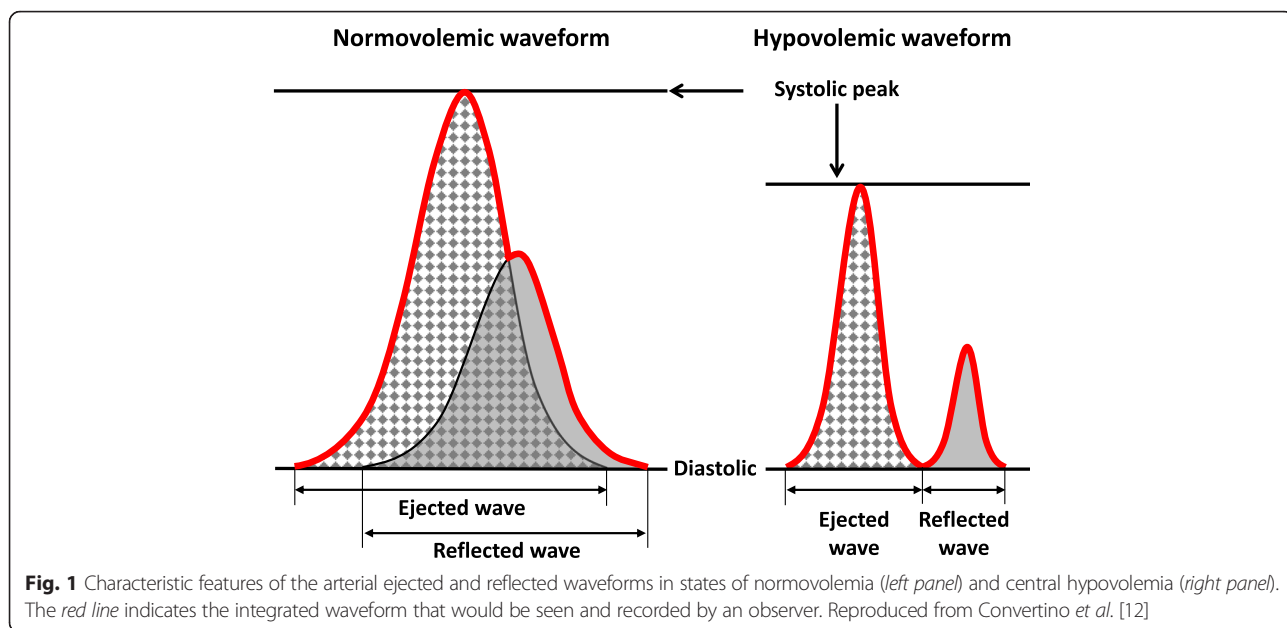 Normovolemic waveform
Hypovolemic waveform
Systolic peak
Diastolic
Ejected wave
Reflected wave
Ejected
wave
Reflected
wave
Fig. 1 Characteristic features of the arterial ejected and reflected waveforms in states of normovolemia (left panel) and central hypovolemia (right panel).
The red line indicates the integrated waveform that would be seen and recorded by an observer. Reproduced from Convertino et al. [12]